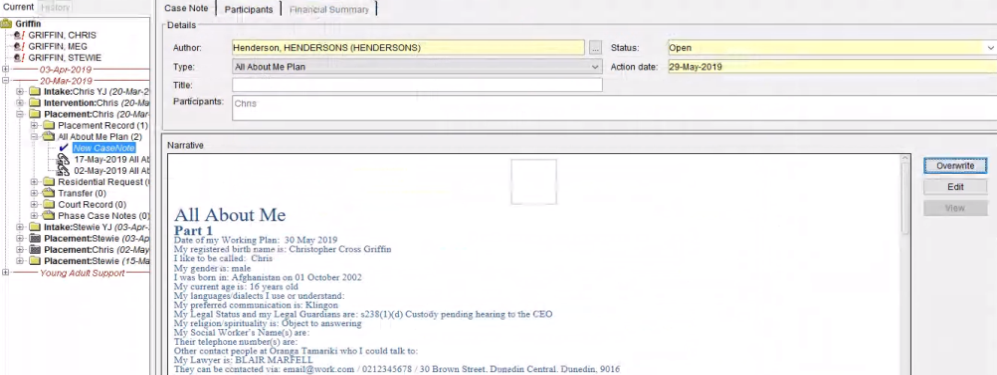 Current History
Griffin
GRIFFIN, CHRIS
GRIFFIN, MEG
GRIFFIN, STEWIE
03-Apr-2019
20-Mar-2019
Intake:Chris YJ (20-Mar-2
Intervention:Chris (20-Ma
Placement:Chris (20-Mar
Placement Record (1)
All About Me Plan (2)
New CaseNote
17-May-2019 All At
02-May-2019 All At
Residential Request (
Transfer (0)
Court Record (0)
Phase Case Notes (0)
Intake:Stewie YJ (03-Apr-
Placement:Stewie (03-Ap
Placement:Chris (02-May
Placement:Stewie (15-Ma
Young Adult Support
Case Note Participants Financial Summary
Details
Author: Henderson, HENDERSONS (HENDERSONS) ... Status: Open
Type: All About Me Plan Action date: 29-May-2019
Title:
Participants: Chris
Narrative
Overwrite
Edit
View
All About Me
Part 1
Date of my Working Plan: 30 May 2019
My registered birth name is: Christopher Cross Griffin
I like to be called: Chris
My gender is: male
I was born in: Afghanistan on 01 October 2002
My current age is: 16 years old
My languages/dialects I use or understand:
My preferred communication is: Klingon
My Legal Status and my Legal Guardians are: s238(1)(d) Custody pending hearing to the CEO
My religion/spirituality is: Object to answering
My Social Worker's Name(s) are:
Their telephone number(s) are:
Other contact people at Oranga Tamariki who I could talk to:
My Lawyer is: BLAIR MARFELL
They can be contacted via: email@work.com / 0212345678 / 30 Brown Street, Dunedin Central, Dunedin, 9016